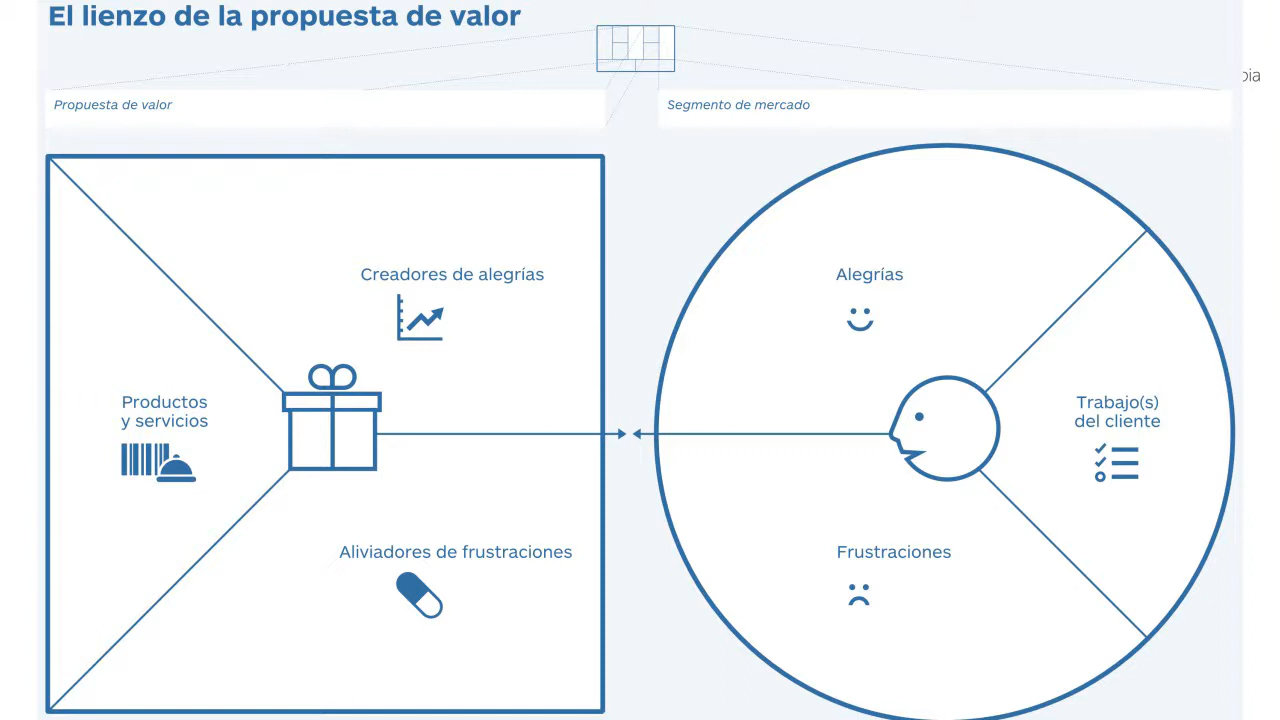 El lienzo de la propuesta de valor
Propuesta de valor
Segmento de mercado
Creadores de alegrías
Productos
y servicios
Aliviadores de frustraciones
Alegrías
Trabajo(s)
del cliente
Frustraciones